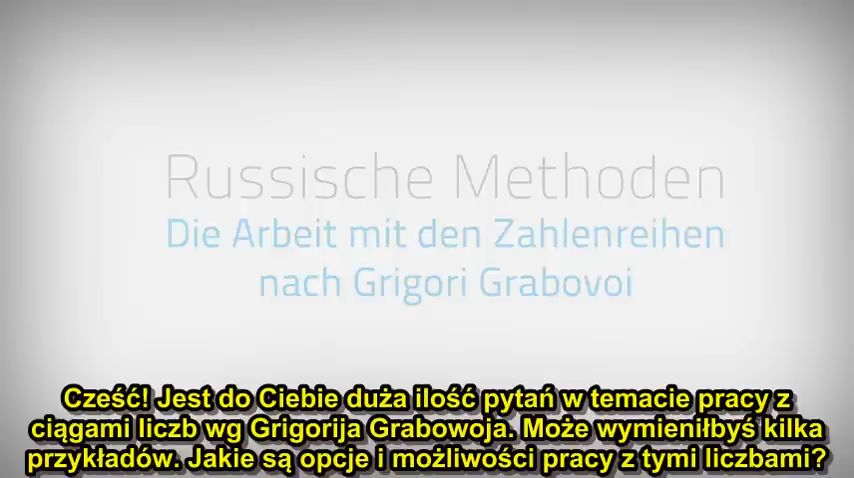 Russische Methoden
Die Arbeit mit den Zahlenreihen
nach Grigori Grabovoi
Cześć! Jest do Ciebie duża ilość pytań w temacie pracy z
ciągami liczb wg Grigorija Grabowoja. Może wymieniłbyś kilka
przykładów. Jakie są opcje i możliwości pracy z tymi liczbami?